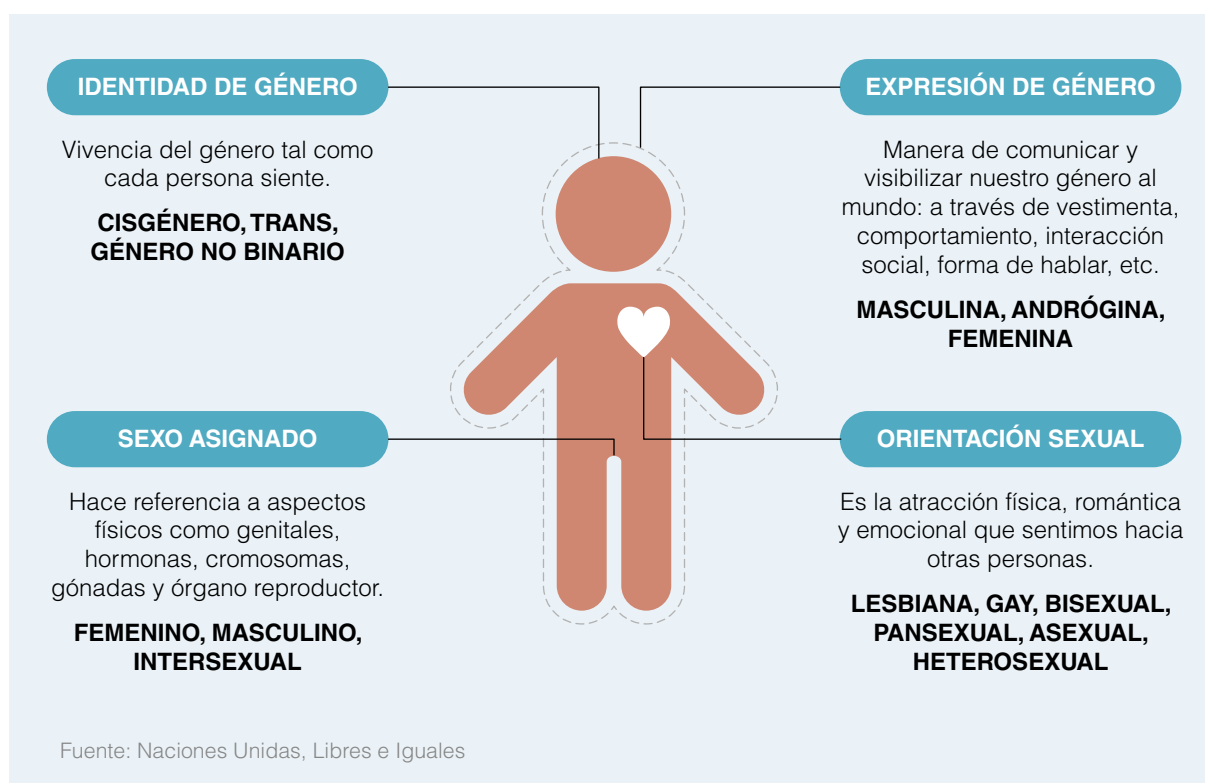 IDENTIDAD DE GÉNERO
Vivencia del género tal como
cada persona siente.
CISGÉNERO, TRANS,
GÉNERO NO BINARIO
EXPRESIÓN DE GÉNERO
Manera de comunicar y
visibilizar nuestro género al
mundo: a través de vestimenta,
comportamiento, interacción
social, forma de hablar, etc.
MASCULINA, ANDRÓGINA,
FEMENINA
SEXO ASIGNADO
Hace referencia a aspectos
físicos como genitales,
hormonas, cromosomas,
gónadas y órgano reproductor.
FEMENINO, MASCULINO,
INTERSEXUAL
ORIENTACIÓN SEXUAL
Es la atracción física, romántica
y emocional que sentimos hacia
otras personas.
LESBIANA, GAY, BISEXUAL,
PANSEXUAL, ASEXUAL,
HETEROSEXUAL
Fuente: Naciones Unidas, Libres e Iguales